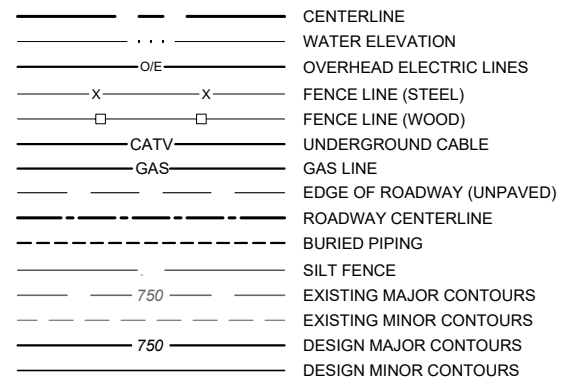 CENTERLINE
WATER ELEVATION
O/E OVERHEAD ELECTRIC LINES
X X FENCE LINE (STEEL)
FENCE LINE (WOOD)
CATV UNDERGROUND CABLE
GAS GAS LINE
EDGE OF ROADWAY (UNPAVED)
ROADWAY CENTERLINE
BURIED PIPING
SILT FENCE
750 EXISTING MAJOR CONTOURS
EXISTING MINOR CONTOURS
750 DESIGN MAJOR CONTOURS
DESIGN MINOR CONTOURS